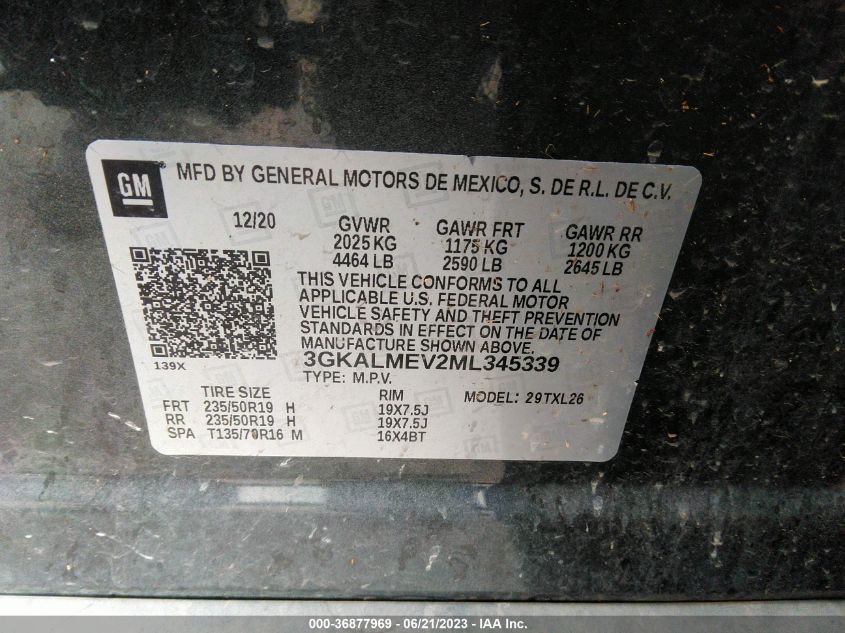 GM
MFD BY GENERAL MOTORS DE MEXICO, S. DE R.L. DE C.V.
12/20 GVWR GAWR FRT GAWR RR
2025 KG 1175 KG 1200 KG
4464 LB 2590 LB 2645 LB
THIS VEHICLE CONFORMS TO ALL
APPLICABLE U.S. FEDERAL MOTOR
VEHICLE SAFETY AND THEFT PREVENTION
STANDARDS IN EFFECT ON THE DATE OF
MANUFACTURE SHOWN ABOVE.
139X 3GKALMEV2ML345339
TYPE: M.P.V.
TIRE SIZE RIM MODEL: 29TXL26
FRT 235/50R19 H 19X7.5J
RR 235/50R19 H 19X7.5J
SPA T135/70R16 M 16X4BT
000-36877969 - 06/21/2023 - IAA Inc.